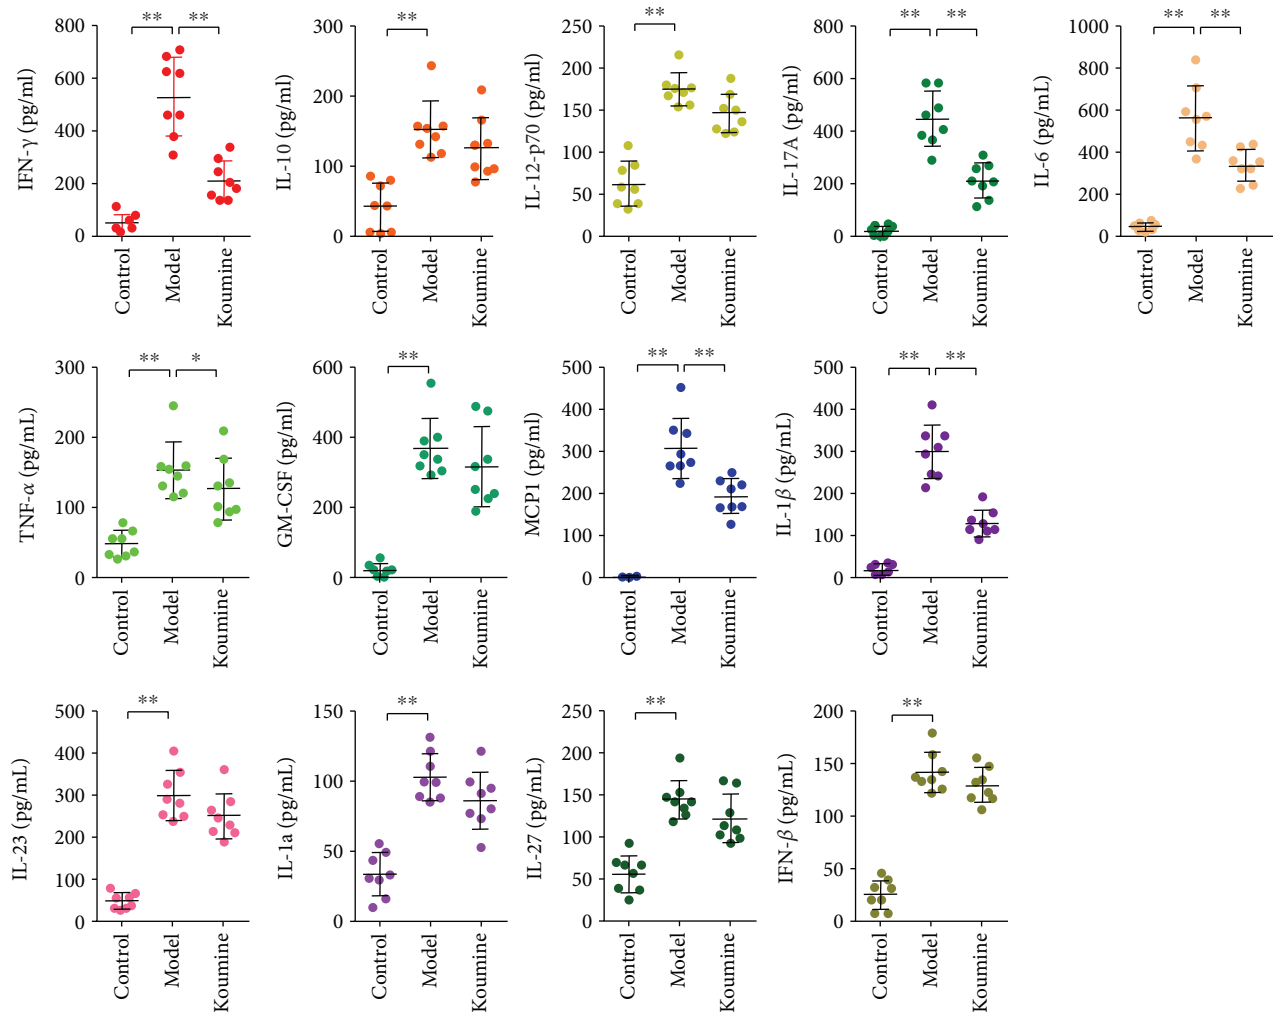 IFN-γ (pg/ml)
800
600
400
200
0
** **
Control
Model
Koumine
IL-10 (pg/ml)
300
200
100
0
**
Control
Model
Koumine
IL-12-p70 (pg/ml)
250
200
150
100
50
0
**
Control
Model
Koumine
IL-17A (pg/ml)
800
600
400
200
0
** **
Control
Model
Koumine
IL-6 (pg/mL)
1000
800
600
400
200
0
** **
Control
Model
Koumine
TNF-α (pg/mL)
300
200
100
0
** *
Control
Model
Koumine
GM-CSF (pg/ml)
600
400
200
0
**
Control
Model
Koumine
MCP1 (pg/ml)
500
400
300
200
100
0
** **
Control
Model
Koumine
IL-1β (pg/mL)
500
400
300
200
100
0
** **
Control
Model
Koumine
IL-23 (pg/mL)
500
400
300
200
100
0
**
Control
Model
Koumine
IL-1a (pg/mL)
150
100
50
0
**
Control
Model
Koumine
IL-27 (pg/mL)
250
200
150
100
50
0
**
Control
Model
Koumine
IFN-β (pg/mL)
200
150
100
50
0
**
Control
Model
Koumine